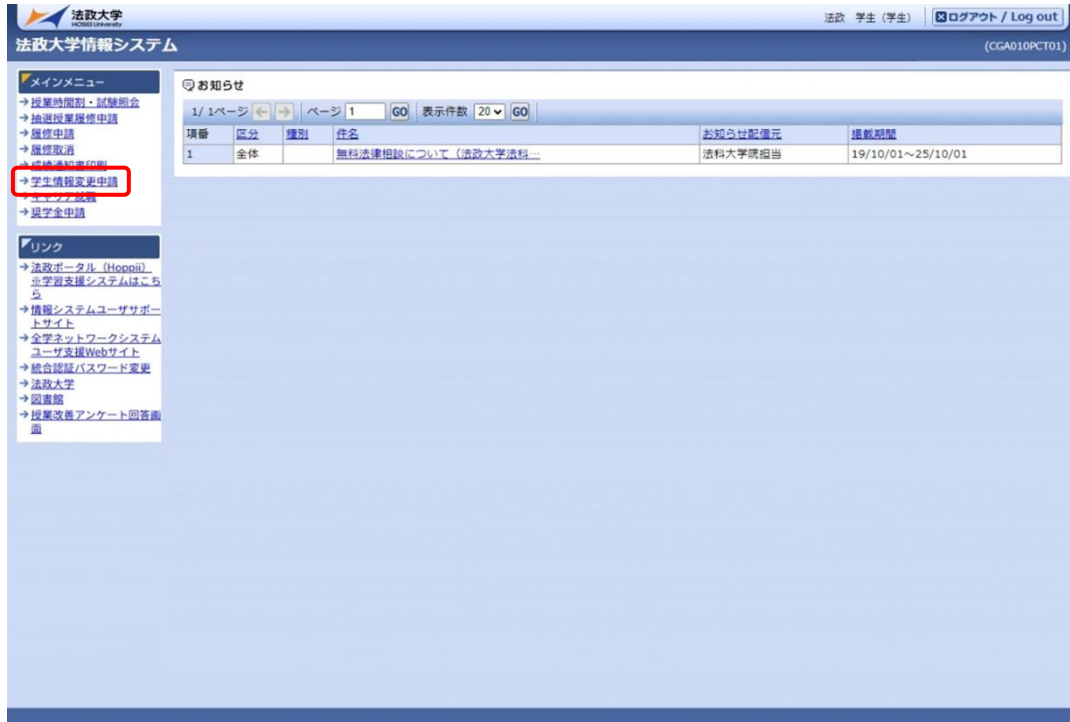 法政大学
HOSEI University
法政 学生（学生）
ログアウト / Log out
法政大学情報システム
(CGA010PCT01)
メインメニュー
授業時間割・試験照会
抽選授業履修申請
履修申請
履修取消
成績通知書印刷
学生情報変更申請
キャリア就職
奨学金申請
リンク
法政ポータル（Hoppii）
※学習支援システムはこち
ら
情報システムユーザサポー
トサイト
全学ネットワークシステム
ユーザ支援Webサイト
統合認証パスワード変更
法政大学
図書館
授業改善アンケート回答画
面
お知らせ
1/ 1ページ ページ 1 GO 表示件数 20 GO
項番 区分 種別 件名 お知らせ配信元 掲載期間
1 全体 無料法律相談について（法政大学法科… 法科大学院担当 19/10/01～25/10/01